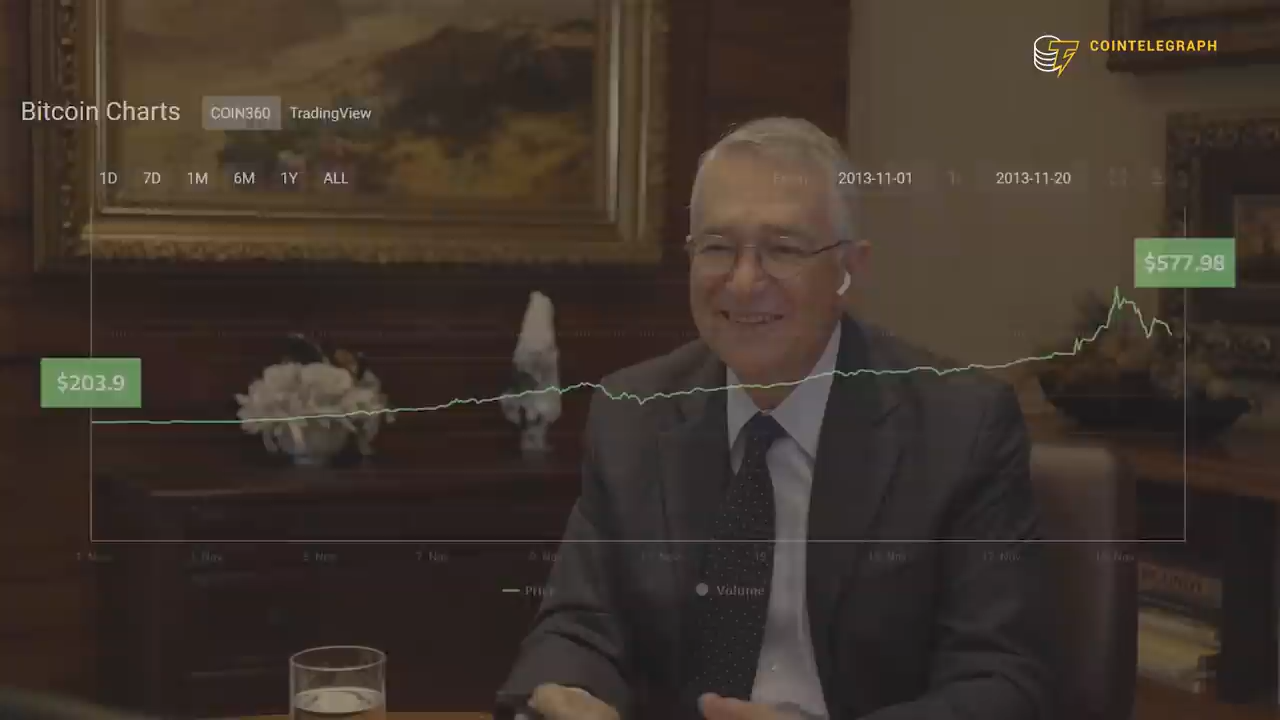 COINTELEGRAPH
Bitcoin Charts COIN360 TradingView
1D 7D 1M 6M 1Y ALL 2013-11-01 2013-11-20
$577.98
$203.9
Price Volume